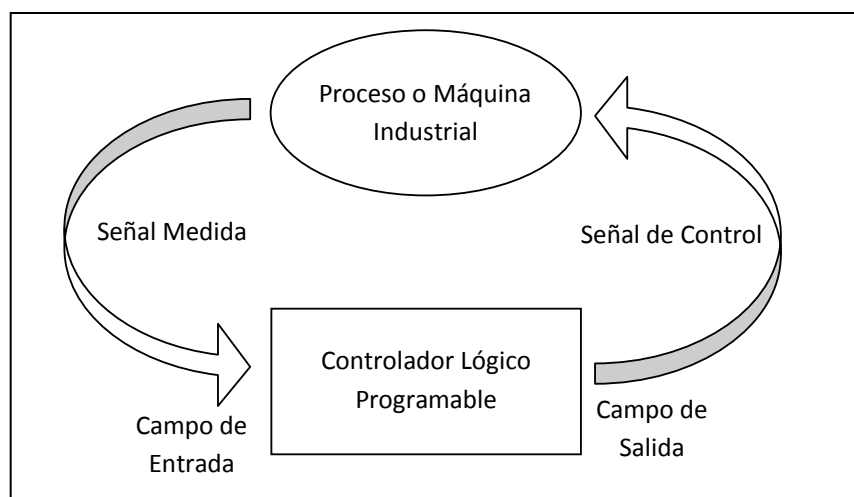 Proceso o Máquina
Industrial
Señal Medida
Señal de Control
Controlador Lógico
Programable
Campo de
Entrada
Campo de
Salida